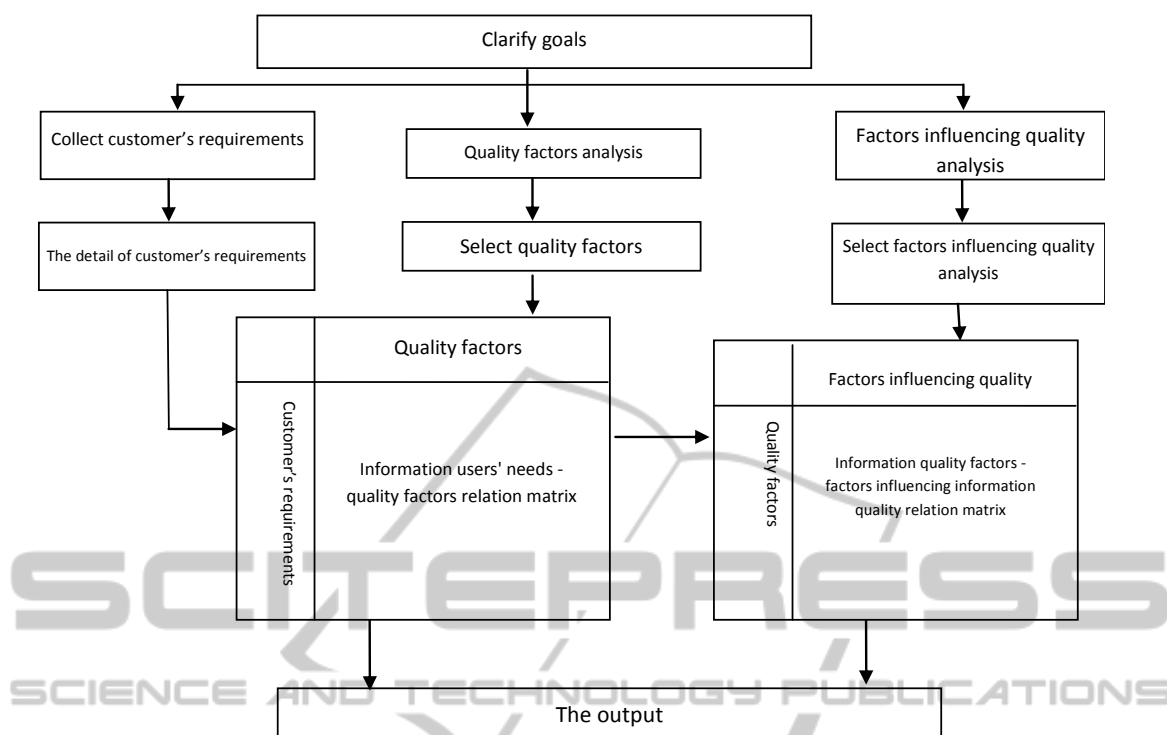 Clarify goals
Collect customer’s requirements
Quality factors analysis
Factors influencing quality
analysis
The detail of customer’s requirements
Select quality factors
Select factors influencing quality
analysis
Quality factors
Customer’s requirements
Information users' needs -
quality factors relation matrix
Factors influencing quality
Quality factors
Information quality factors -
factors influencing information
quality relation matrix
SCITEPRESS
SCIENCE AND TECHNOLOGY PUBLICATIONS
The output